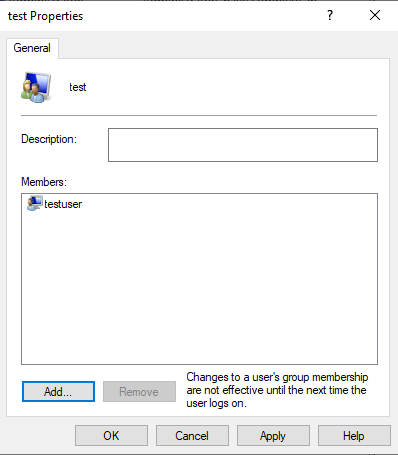 test Properties
?
General
test
Description:
Members:
testuser
Add...
Remove
Changes to a user's group membership
are not effective until the next time the
user logs on.
OK
Cancel
Apply
Help